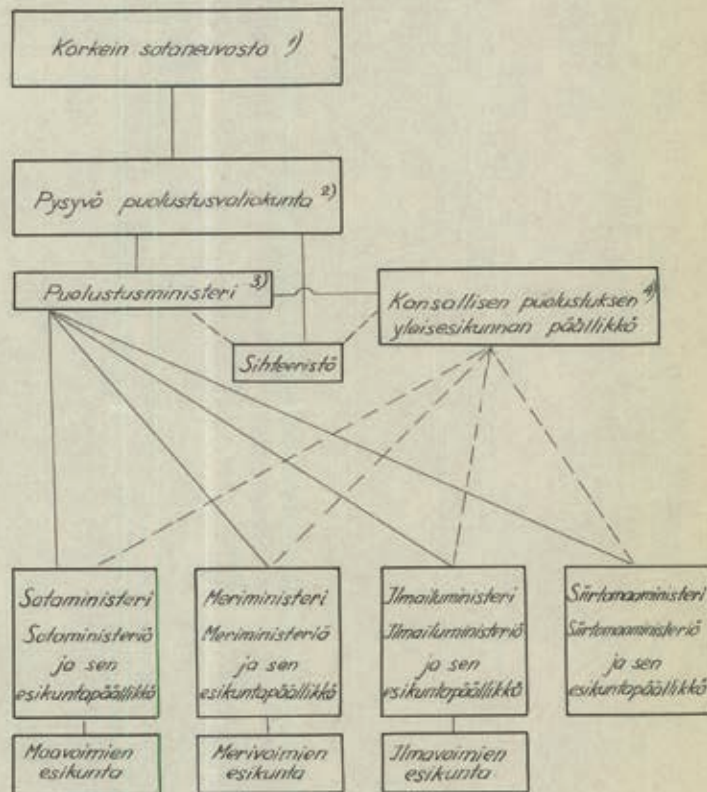 Korkein sotaneuvosto 1)
Pysyvä puolustusvaliokunta 2)
Puolustusministeri 3)
Kansallisen puolustuksen 4)
yleisesikunnan päällikkö
Sihteeristö
Sotaministeri
Sotaministeriö
ja sen
esikuntapäällikkö
Meriministeri
Meriministeriö
ja sen
esikuntapäällikkö
Ilmailuministeri
Ilmailuministeriö
ja sen
esikuntapäällikkö
Siirtomaaministeri
Siirtomaaministeriö
ja sen
esikuntapäällikkö
Maavoimien
esikunta
Merivoimien
esikunta
Ilmavoimien
esikunta